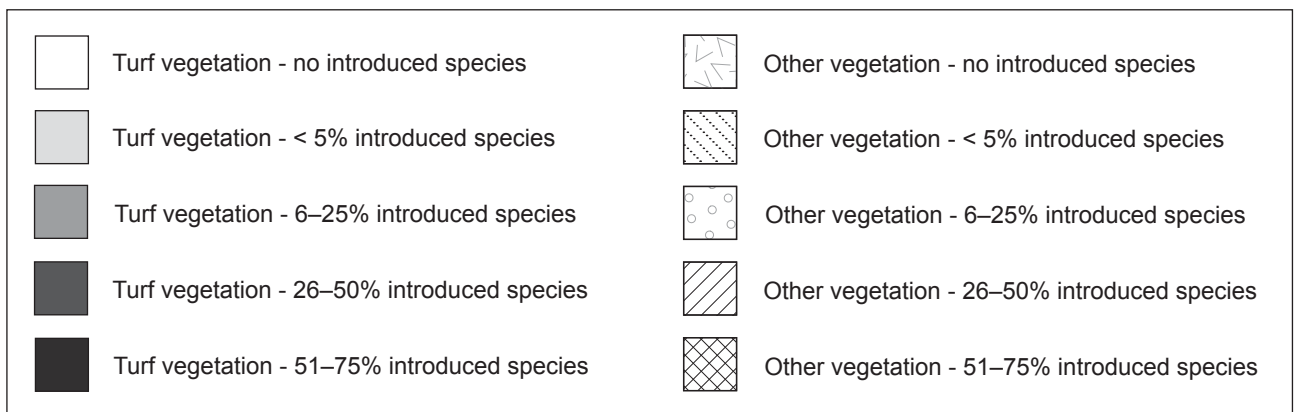 Turf vegetation - no introduced species
Turf vegetation - < 5% introduced species
Turf vegetation - 6–25% introduced species
Turf vegetation - 26–50% introduced species
Turf vegetation - 51–75% introduced species
Other vegetation - no introduced species
Other vegetation - < 5% introduced species
Other vegetation - 6–25% introduced species
Other vegetation - 26–50% introduced species
Other vegetation - 51–75% introduced species